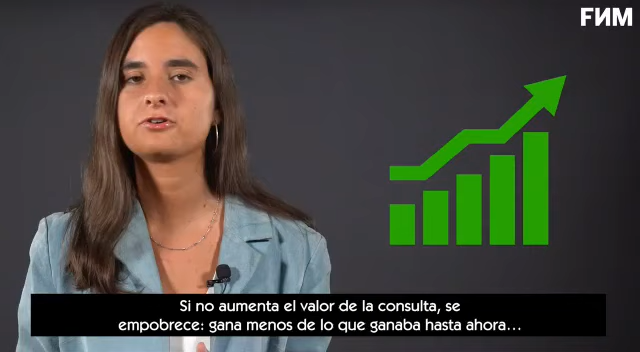 FИM
Si no aumenta el valor de la consulta, se
empobrece: gana menos de lo que ganaba hasta ahora...